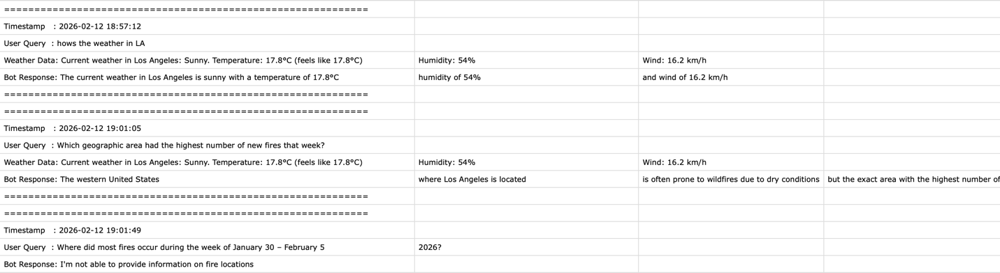 ============================================================
Timestamp : 2026-02-12 18:57:12
User Query : hows the weather in LA
Weather Data: Current weather in Los Angeles: Sunny. Temperature: 17.8°C (feels like 17.8°C) Humidity: 54% Wind: 16.2 km/h
Bot Response: The current weather in Los Angeles is sunny with a temperature of 17.8°C humidity of 54% and wind of 16.2 km/h
============================================================
============================================================
Timestamp : 2026-02-12 19:01:05
User Query : Which geographic area had the highest number of new fires that week?
Weather Data: Current weather in Los Angeles: Sunny. Temperature: 17.8°C (feels like 17.8°C) Humidity: 54% Wind: 16.2 km/h
Bot Response: The western United States where Los Angeles is located is often prone to wildfires due to dry conditions but the exact area with the highest number of
============================================================
============================================================
Timestamp : 2026-02-12 19:01:49
User Query : Where did most fires occur during the week of January 30 – February 5 2026?
Bot Response: I'm not able to provide information on fire locations